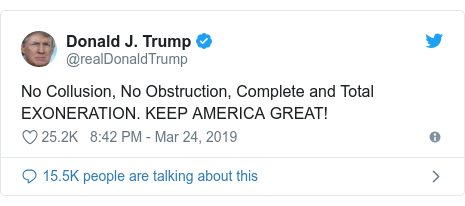 Donald J. Trump
@realDonaldTrump
No Collusion, No Obstruction, Complete and Total
EXONERATION. KEEP AMERICA GREAT!
25.2K 8:42 PM - Mar 24, 2019
15.5K people are talking about this